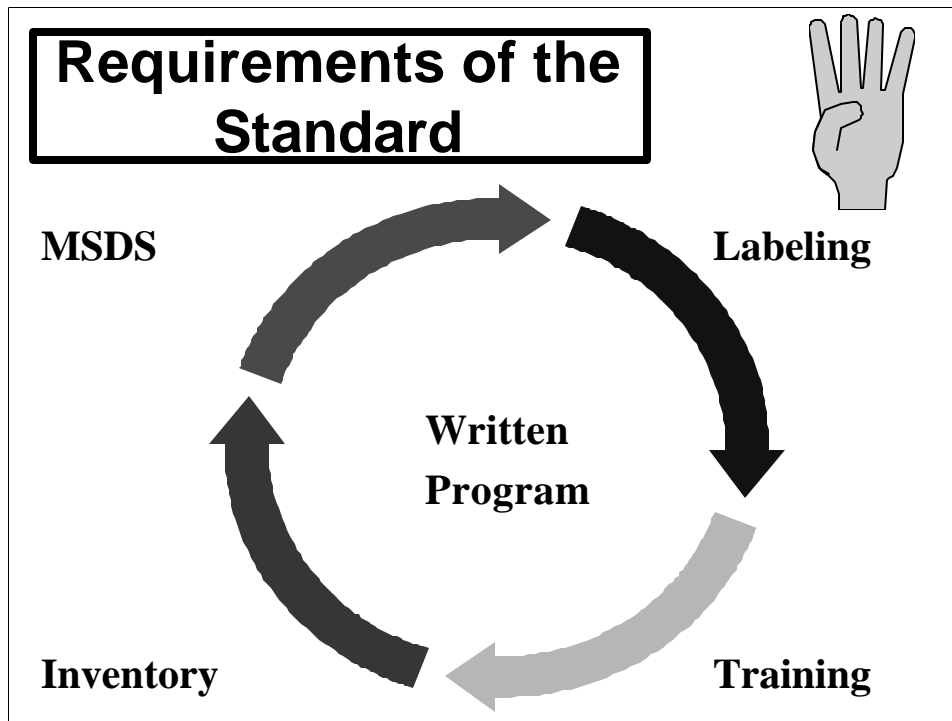 Requirements of the
Standard
MSDS
Labeling
Written
Program
Inventory
Training